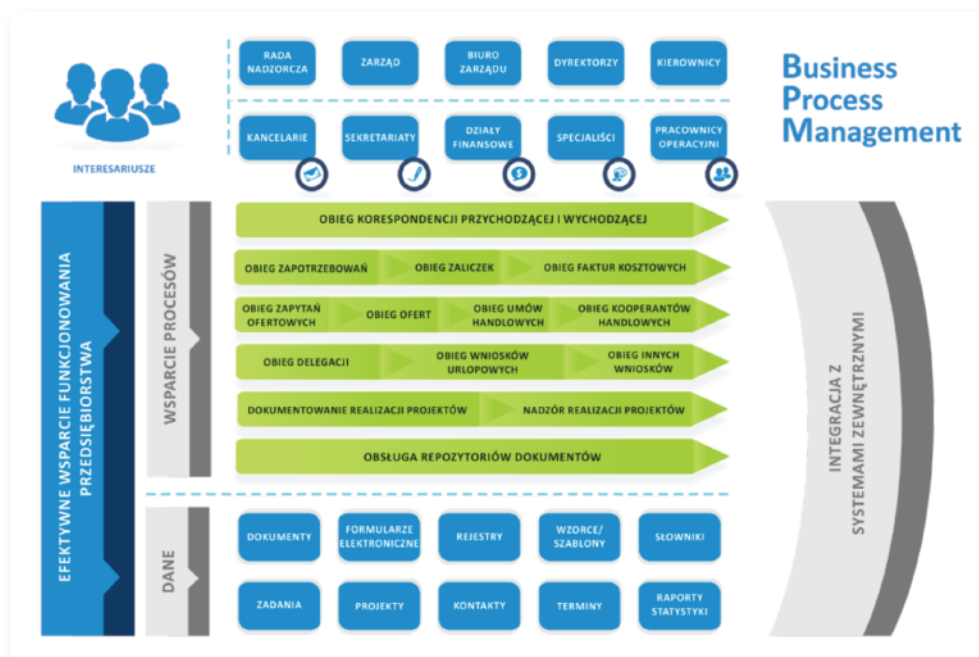 RADA
NADZORCZA
ZARZĄD
BIURO
ZARZĄDU
DYREKTORZY
KIEROWNICY
Business
Process
Management
INTERESARIUSZE
KANCELARIE
SEKRETARIATY
DZIAŁY
FINANSOWE
SPECJALIŚCI
PRACOWNICY
OPERACYJNI
EFEKTYWNE WSPARCIE FUNKCJONOWANIA
PRZEDSIĘBIORSTWA
WSPARCIE PROCESÓW
OBIEG KORESPONDENCJI PRZYCHODZĄCEJ I WYCHODZĄCEJ
OBIEG ZAPOTRZEBOWAŃ
OBIEG ZALICZEK
OBIEG FAKTUR KOSZTOWYCH
OBIEG ZAPYTAŃ
OFERTOWYCH
OBIEG OFERT
OBIEG UMÓW
HANDLOWYCH
OBIEG KOOPERANTÓW
HANDLOWYCH
OBIEG DELEGACJI
OBIEG WNIOSKÓW
URLOPOWYCH
OBIEG INNYCH
WNIOSKÓW
DOKUMENTOWANIE REALIZACJI PROJEKTÓW
NADZÓR REALIZACJI PROJEKTÓW
OBSŁUGA REPOZYTORIÓW DOKUMENTÓW
INTEGRACJA Z
SYSTEMAMI ZEWNĘTRZNYMI
DANE
DOKUMENTY
FORMULARZE
ELEKTRONICZNE
REJESTRY
WZORCE/
SZABLONY
SŁOWNIKI
ZADANIA
PROJEKTY
KONTAKTY
TERMINY
RAPORTY
STATYSTYKI